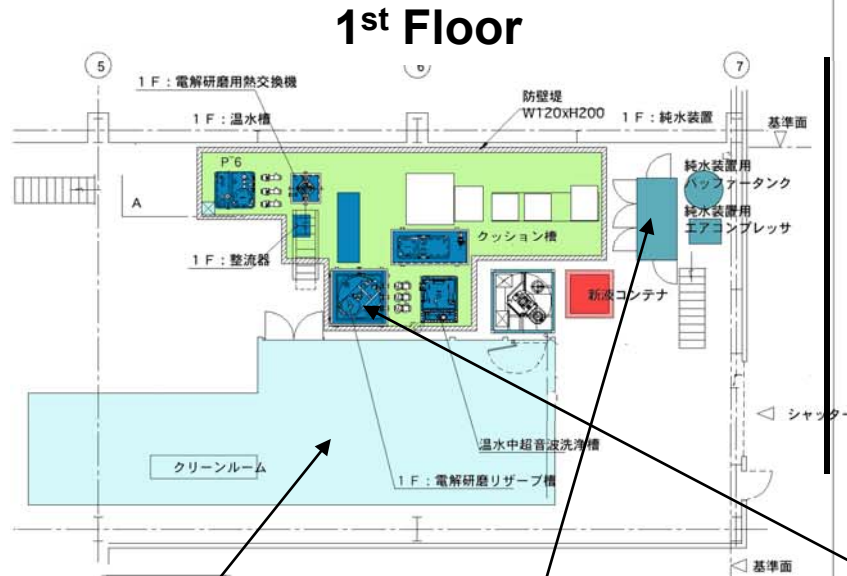 1st Floor
5
6
7
1F：電解研磨用熱交換機
防壁堤
W120xH200
1F：温水槽
1F：純水装置
基準面
P-6
純水装置用
バッファータンク
A
純水装置用
エアコンプレッサ
クッション槽
1F：整流器
新液コンテナ
シャッター
温水中超音波洗浄槽
クリーンルーム
1F：電解研磨リザーブ槽
基準面